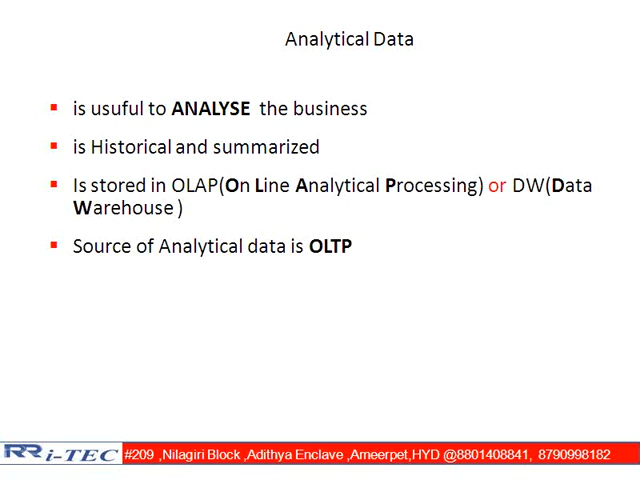 Analytical Data
▪ is usuful to ANALYSE the business
▪ is Historical and summarized
▪ Is stored in OLAP(On Line Analytical Processing) or DW(Data
Warehouse )
▪ Source of Analytical data is OLTP
RR i-TEC #209 ,Nilagiri Block ,Adithya Enclave ,Ameerpet,HYD @8801408841, 8790998182